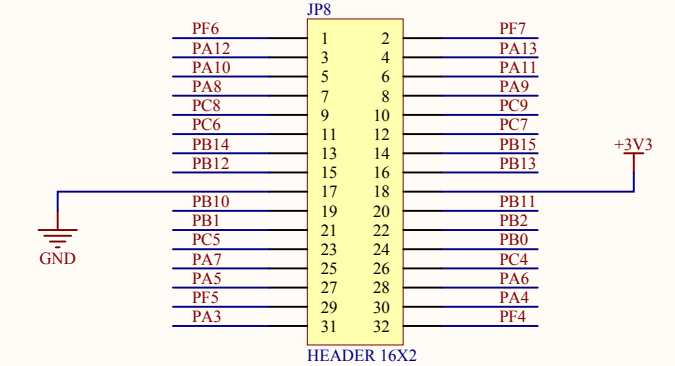 JP8
PF6 1 2 PF7
PA12 3 4 PA13
PA10 5 6 PA11
PA8 7 8 PA9
PC8 9 10 PC9
PC6 11 12 PC7
PB14 13 14 PB15
PB12 15 16 PB13
+3V3
17 18
PB10 19 20 PB11
PB1 21 22 PB2
PC5 23 24 PB0
GND
PA7 25 26 PC4
PA5 27 28 PA6
PF5 29 30 PA4
PA3 31 32 PF4
HEADER 16X2